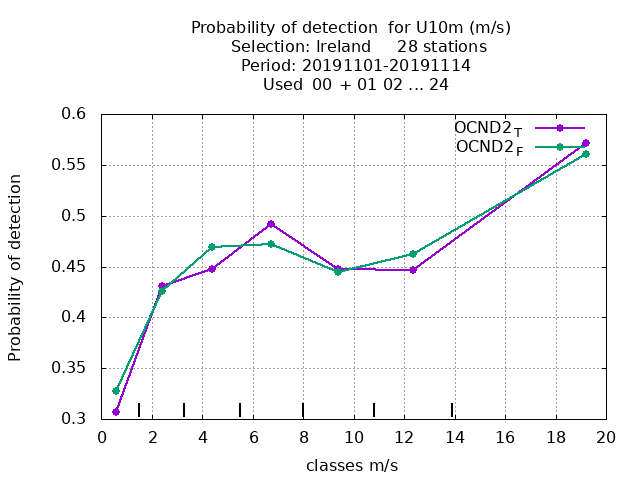 Probability of detection  for U10m (m/s)
Selection: Ireland     28 stations
Period: 20191101-20191114
Used  00 + 01 02 ... 24
OCND2T
OCND2F
0.6
0.55
0.5
0.45
0.4
0.35
0.3
Probability of detection
0 2 4 6 8 10 12 14 16 18 20
classes m/s